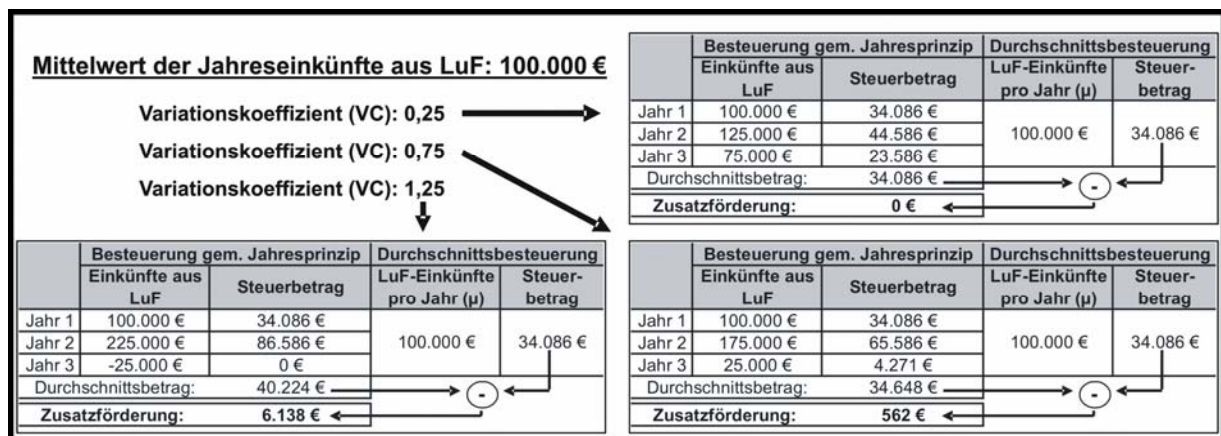 Mittelwert der Jahreseinkünfte aus LuF: 100.000 €
Variationskoeffizient (VC): 0,25
Variationskoeffizient (VC): 0,75
Variationskoeffizient (VC): 1,25
Besteuerung gem. Jahresprinzip Durchschnittsbesteuerung
Einkünfte aus LuF-Einkünfte Steuer-
Steuerbetrag
LuF pro Jahr (µ) betrag
Jahr 1 100.000 € 34.086 €
Jahr 2 125.000 € 44.586 € 100.000 € 34.086 €
Jahr 3 75.000 € 23.586 €
Durchschnittsbetrag: 34.086 € -
Zusatzförderung: 0 €
Besteuerung gem. Jahresprinzip Durchschnittsbesteuerung
Einkünfte aus LuF-Einkünfte Steuer-
Steuerbetrag
LuF pro Jahr (µ) betrag
Jahr 1 100.000 € 34.086 €
Jahr 2 225.000 € 86.586 € 100.000 € 34.086 €
Jahr 3 -25.000 € 0 €
Durchschnittsbetrag: 40.224 € -
Zusatzförderung: 6.138 €
Besteuerung gem. Jahresprinzip Durchschnittsbesteuerung
Einkünfte aus LuF-Einkünfte Steuer-
Steuerbetrag
LuF pro Jahr (µ) betrag
Jahr 1 100.000 € 34.086 €
Jahr 2 175.000 € 65.586 € 100.000 € 34.086 €
Jahr 3 25.000 € 4.271 €
Durchschnittsbetrag: 34.648 € -
Zusatzförderung: 562 €